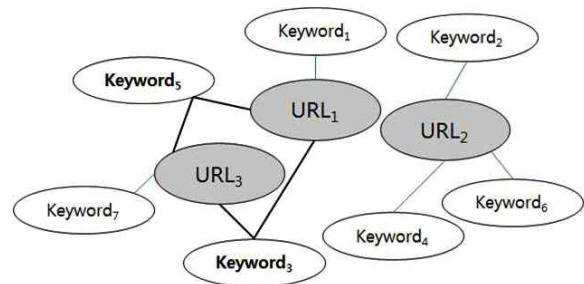 Keyword₁
Keyword₂
Keyword₅
URL₁
URL₂
URL₃
Keyword₇
Keyword₆
Keyword₄
Keyword₃